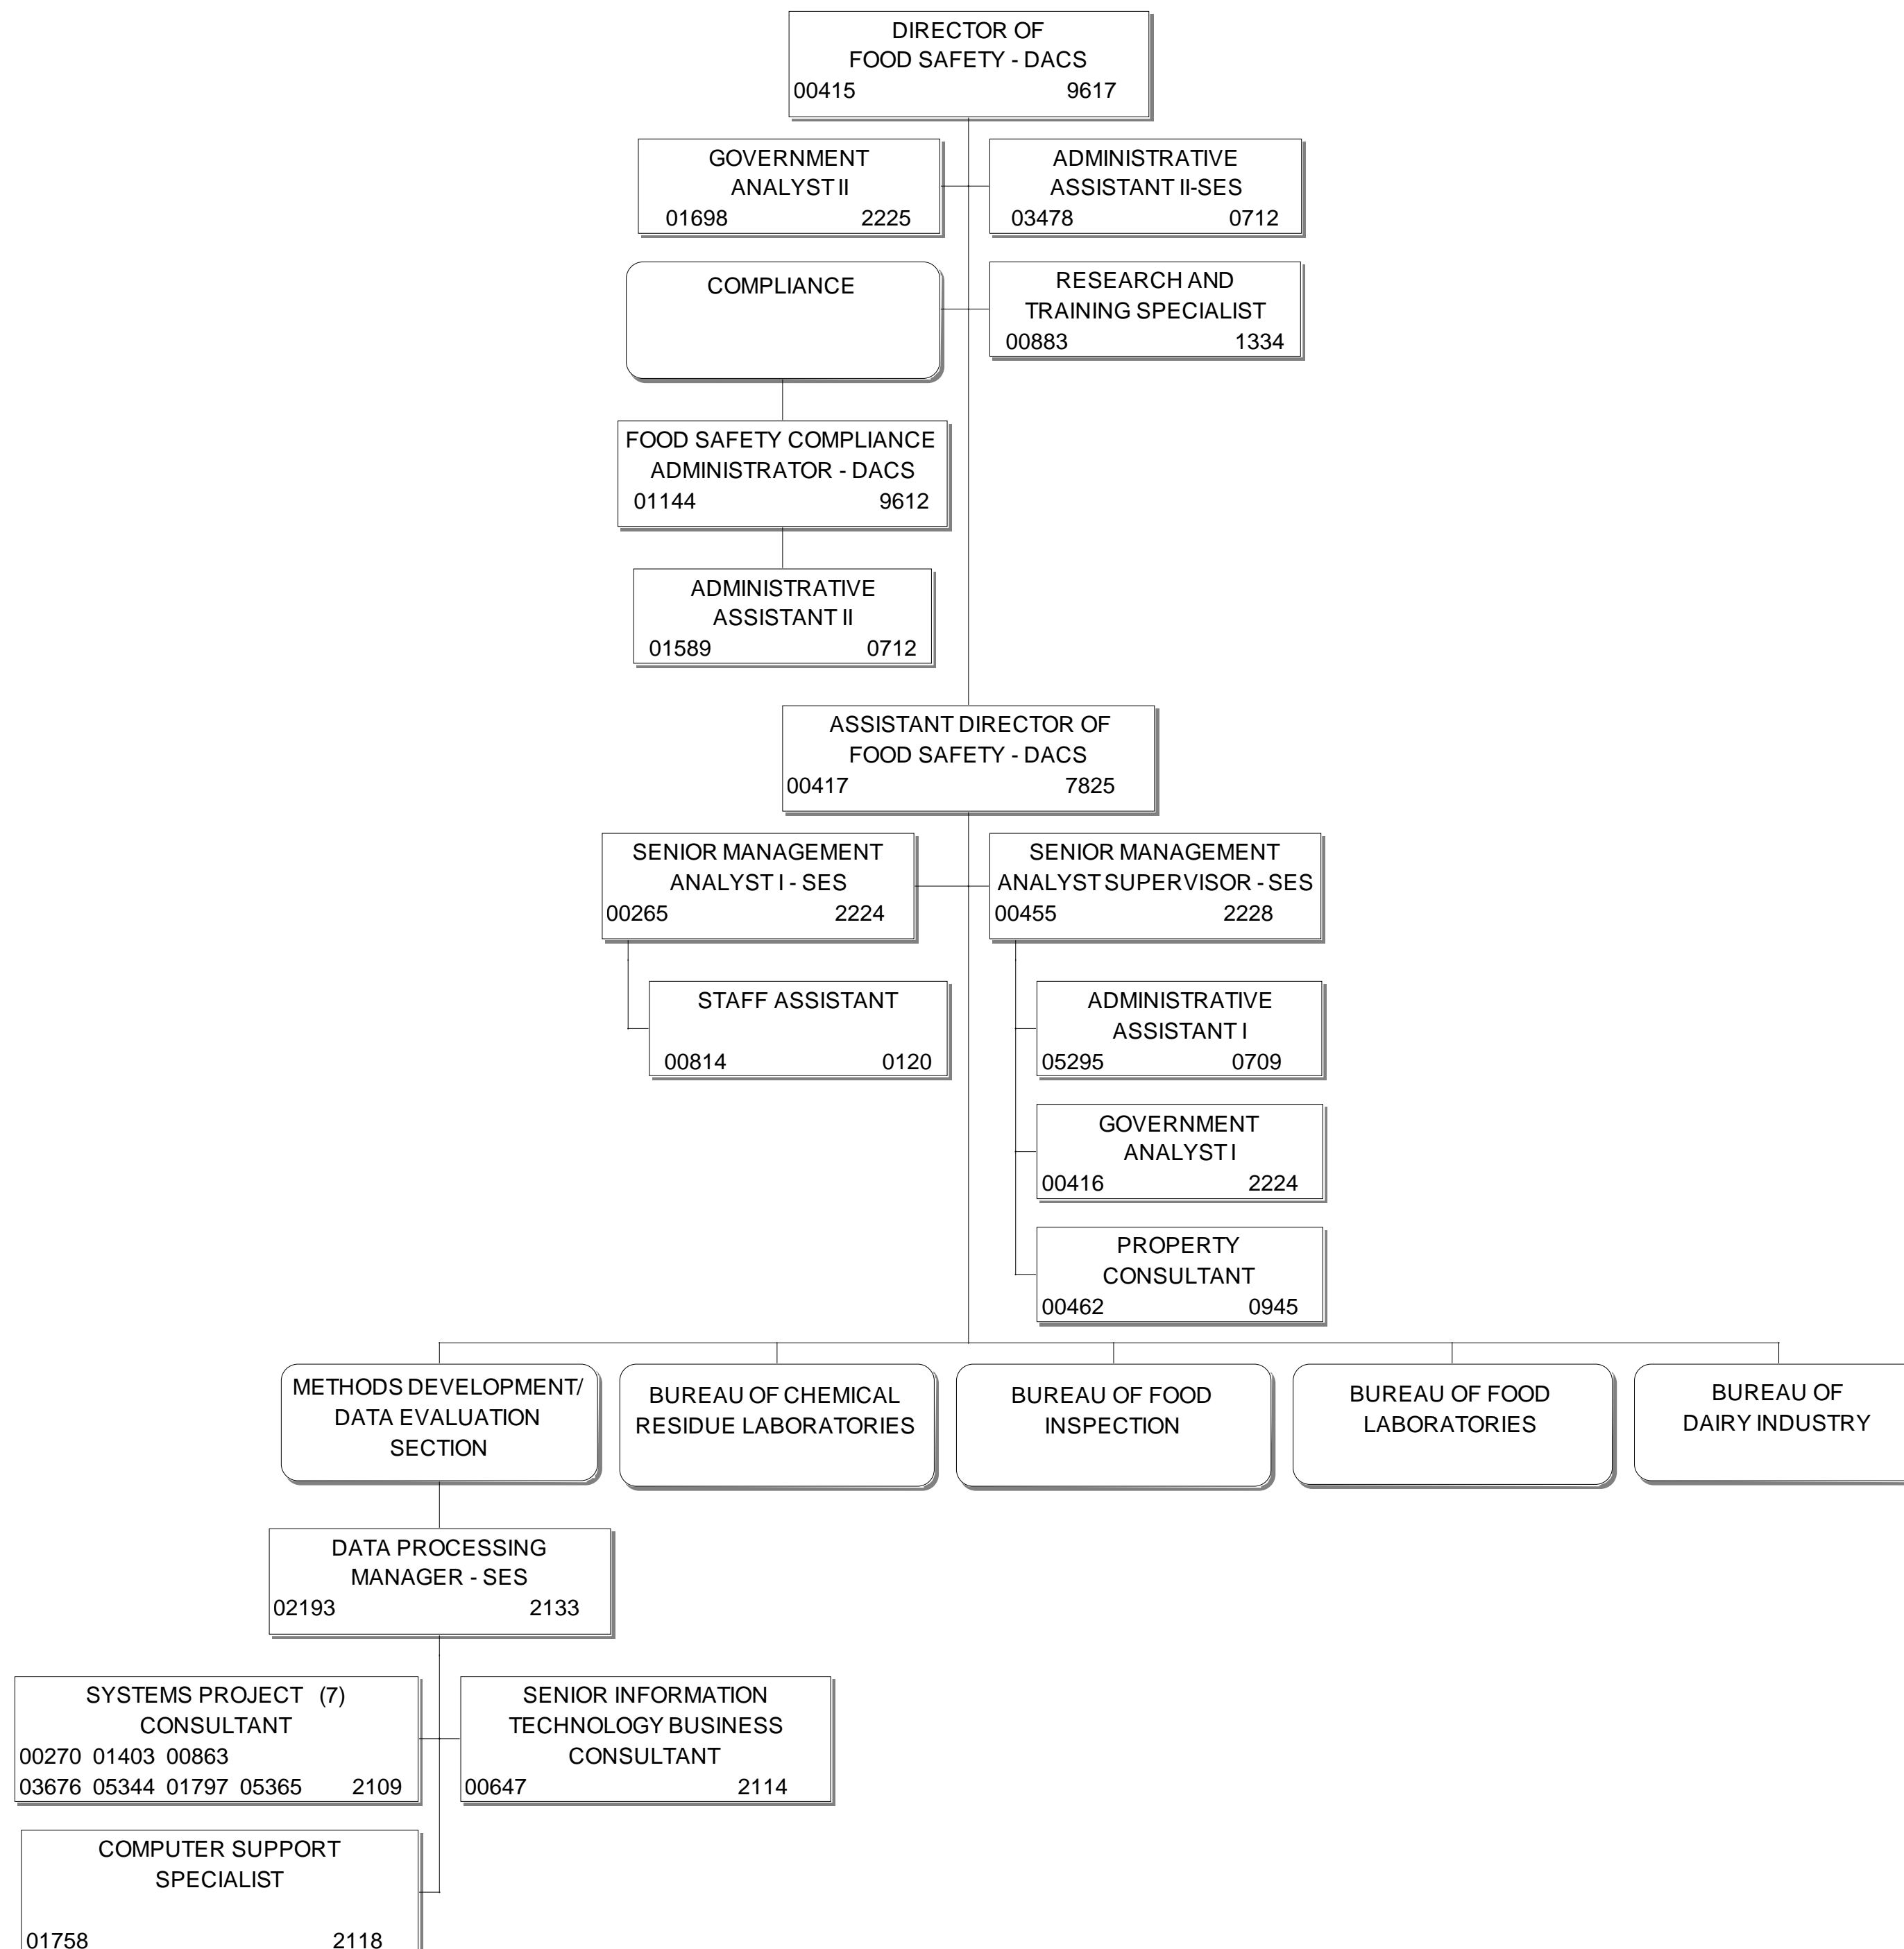 DIRECTOR OF
FOOD SAFETY - DACS
00415 9617
GOVERNMENT
ANALYST II
01698 2225
ADMINISTRATIVE
ASSISTANT II-SES
03478 0712
COMPLIANCE
RESEARCH AND
TRAINING SPECIALIST
00883 1334
FOOD SAFETY COMPLIANCE
ADMINISTRATOR - DACS
01144 9612
ADMINISTRATIVE
ASSISTANT II
01589 0712
ASSISTANT DIRECTOR OF
FOOD SAFETY - DACS
00417 7825
SENIOR MANAGEMENT
ANALYST I - SES
00265 2224
SENIOR MANAGEMENT
ANALYST SUPERVISOR - SES
00455 2228
STAFF ASSISTANT
00814 0120
ADMINISTRATIVE
ASSISTANT I
05295 0709
GOVERNMENT
ANALYST I
00416 2224
PROPERTY
CONSULTANT
00462 0945
METHODS DEVELOPMENT/
DATA EVALUATION
SECTION
BUREAU OF CHEMICAL
RESIDUE LABORATORIES
BUREAU OF FOOD
INSPECTION
BUREAU OF FOOD
LABORATORIES
BUREAU OF
DAIRY INDUSTRY
DATA PROCESSING
MANAGER - SES
02193 2133
SYSTEMS PROJECT (7)
CONSULTANT
00270 01403 00863
03676 05344 01797 05365 2109
SENIOR INFORMATION
TECHNOLOGY BUSINESS
CONSULTANT
00647 2114
COMPUTER SUPPORT
SPECIALIST
01758 2118